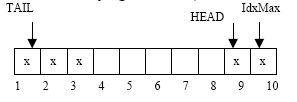 TAIL
HEAD
IdxMax
x x x x x
1 2 3 4 5 6 7 8 9 10